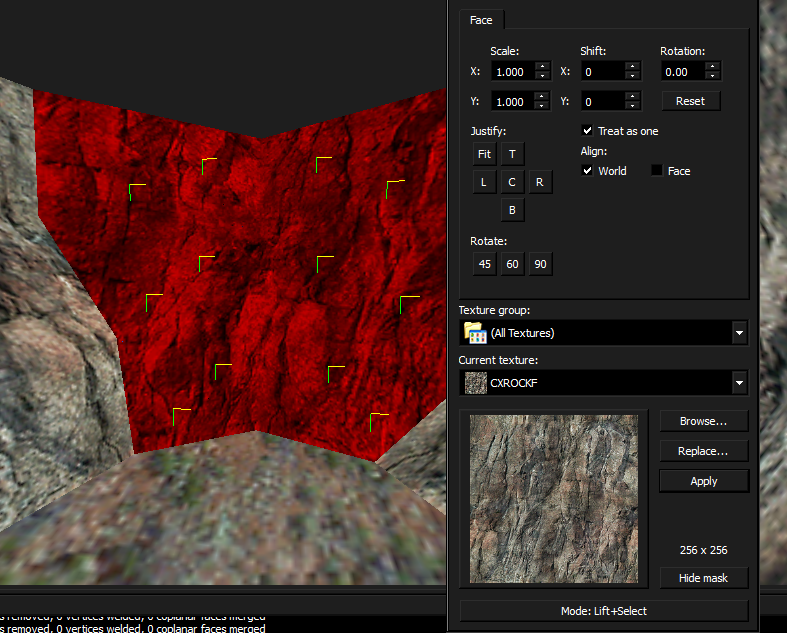 Face
Scale: Shift: Rotation:
X: 1.000 X: 0 0.00
Y: 1.000 Y: 0 Reset
Justify: Treat as one
Fit T Align:
L C R World Face
B
Rotate:
45 60 90
Texture group:
(All Textures)
Current texture:
CXROCKF
Browse...
Replace...
Apply
256 x 256
Hide mask
Mode: Lift+Select
s removed, 0 vertices welded, 0 coplanar faces merged
s removed, 0 vertices welded, 0 coplanar faces merged